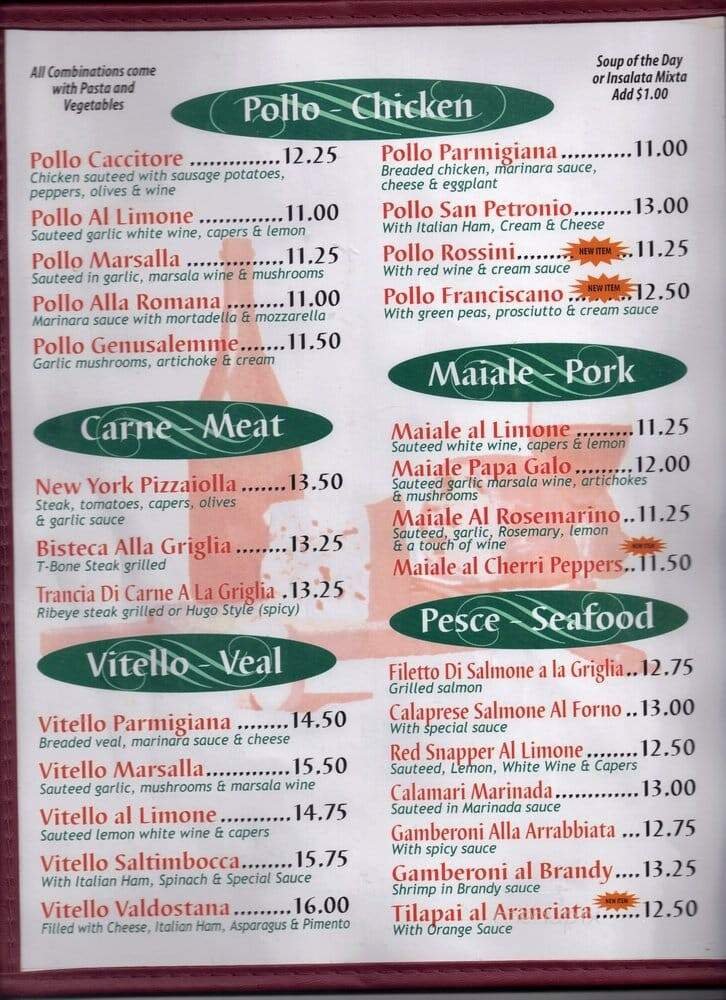 All Combinations come
with Pasta and
Vegetables
Soup of the Day
or Insalata Mixta
Add $1.00
Pollo - Chicken
Pollo Caccitore ..............12.25
Chicken sauteed with sausage potatoes,
peppers, olives & wine
Pollo Al Limone .............11.00
Sauteed garlic white wine, capers & lemon
Pollo Marsalla ...............11.25
Sauteed in garlic, marsala wine & mushrooms
Pollo Alla Romana .........11.00
Marinara sauce with mortadella & mozzarella
Pollo Genusalemme.......11.50
Garlic mushrooms, artichoke & cream
Pollo Parmigiana...........11.00
Breaded chicken, marinara sauce,
cheese & eggplant
Pollo San Petronio.........13.00
With Italian Ham, Cream & Cheese
Pollo Rossini........ NEW ITEM ...11.25
With red wine & cream sauce
Pollo Franciscano .. NEW ITEM ...12.50
With green peas, prosciutto & cream sauce
Carne - Meat
New York Pizzaiolla .......13.50
Steak, tomatoes, capers, olives
& garlic sauce
Bisteca Alla Griglia ........13.25
T-Bone Steak grilled
Trancia Di Carne A La Griglia .13.25
Ribeye steak grilled or Hugo Style (spicy)
Maiale - Pork
Maiale al Limone .........11.25
Sauteed white wine, capers & lemon
Maiale Papa Galo.........12.00
Sauteed garlic marsala wine, artichokes
& mushrooms
Maiale Al Rosemarino..11.25
Sauteed, garlic, Rosemary, lemon
& a touch of wine
NEW ITEM
Maiale al Cherri Peppers..11.50
Vitello - Veal
Vitello Parmigiana ........14.50
Breaded veal, marinara sauce & cheese
Vitello Marsalla.............15.50
Sauteed garlic, mushrooms & marsala wine
Vitello al Limone ...........14.75
Sauteed lemon white wine & capers
Vitello Saltimbocca........15.75
With Italian Ham, Spinach & Special Sauce
Vitello Valdostana .........16.00
Filled with Cheese, Italian Ham, Asparagus & Pimento
Pesce - Seafood
Filetto Di Salmone a la Griglia..12.75
Grilled salmon
Calaprese Salmone Al Forno ..13.00
With special sauce
Red Snapper Al Limone ........12.50
Sauteed, Lemon, White Wine & Capers
Calamari Marinada.............13.00
Sauteed in Marinada sauce
Gamberoni Alla Arrabbiata ...12.75
With spicy sauce
Gamberoni al Brandy....13.25
Shrimp in Brandy sauce
Tilapai al Aranciata NEW ITEM ......12.50
With Orange Sauce